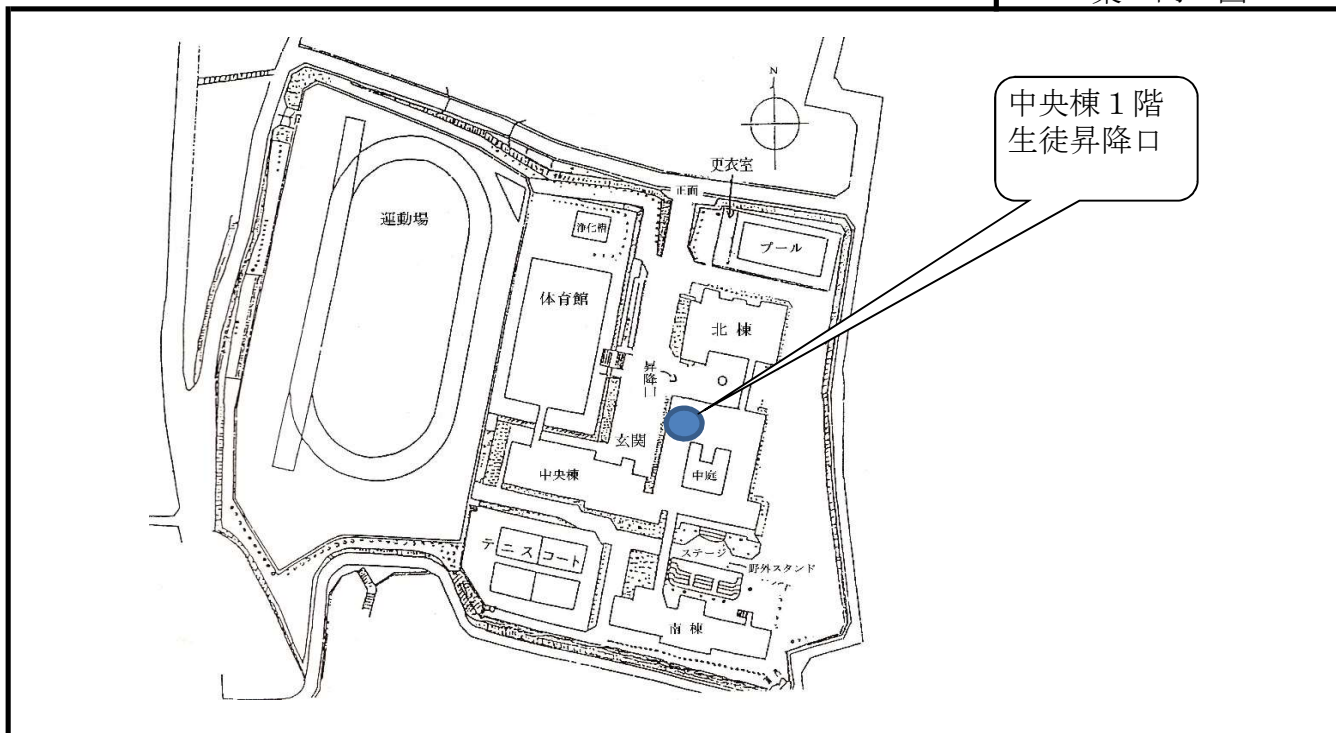 案内図
中央棟１階
生徒昇降口
N
更衣室
正面
運動場
浄化槽
プール
体育館
北棟
昇降口
玄関
中央棟
中庭
テニスコート
ステージ
野外スタンド
南棟